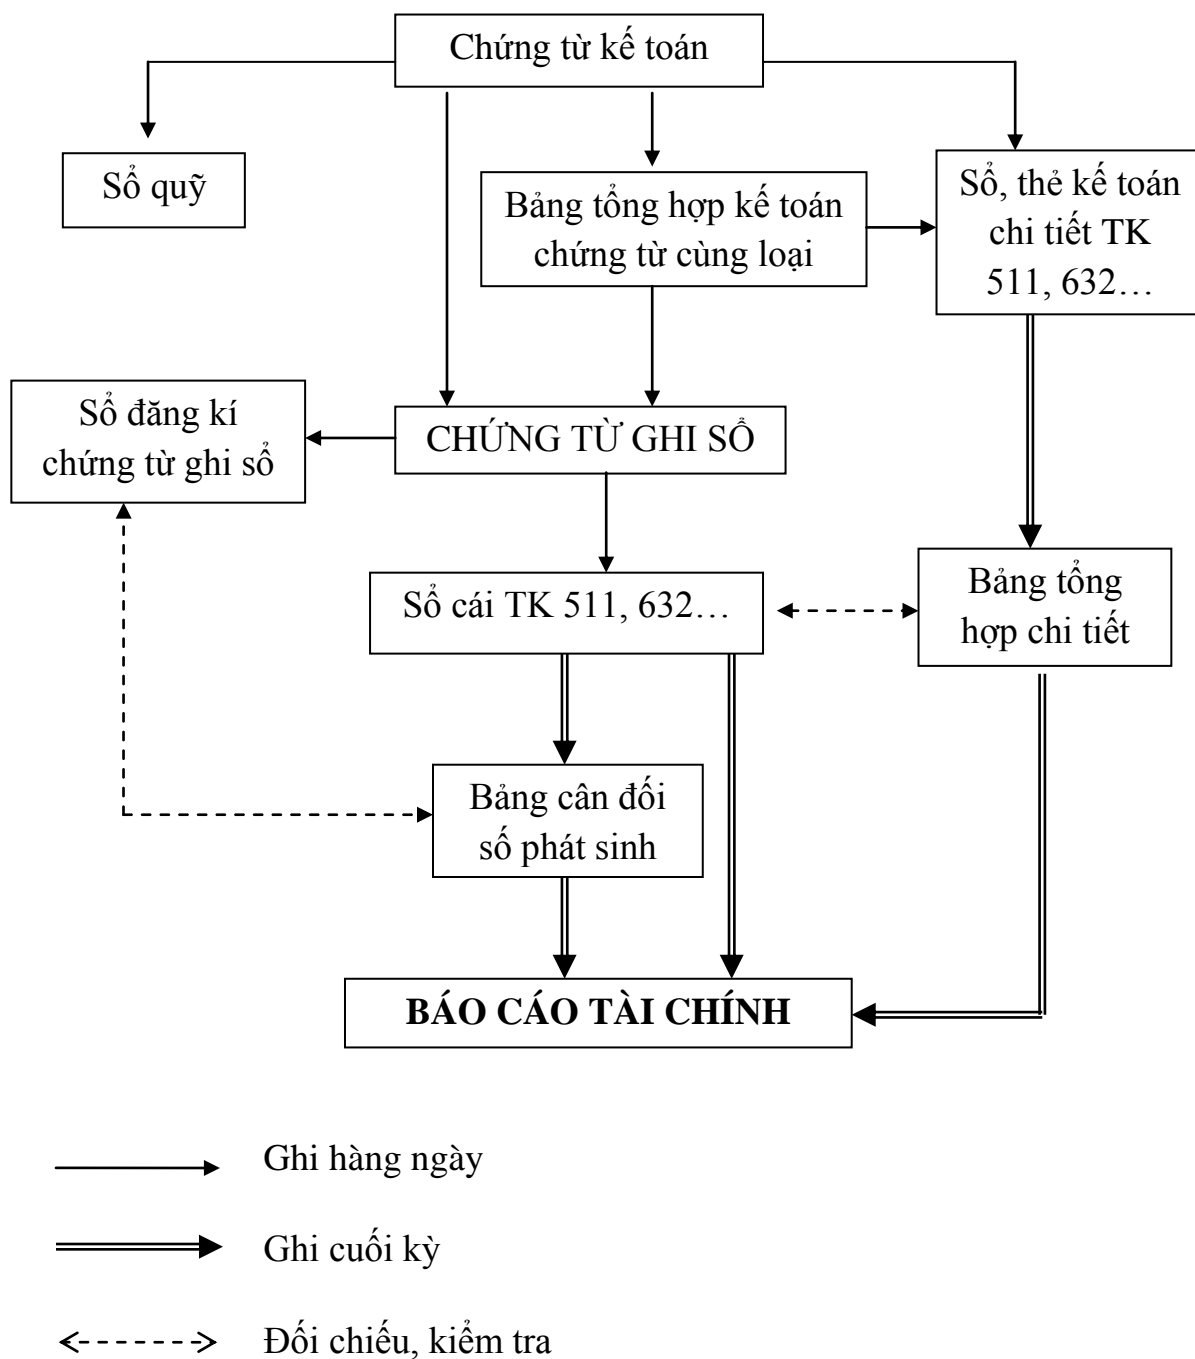 Chứng từ kế toán
Sổ quỹ
Bảng tổng hợp kế toán
chứng từ cùng loại
Sổ, thẻ kế toán
chi tiết TK
511, 632…
Sổ đăng kí
chứng từ ghi sổ
CHỨNG TỪ GHI SỔ
Sổ cái TK 511, 632…
Bảng tổng
hợp chi tiết
Bảng cân đối
số phát sinh
BÁO CÁO TÀI CHÍNH
Ghi hàng ngày
Ghi cuối kỳ
Đối chiếu, kiểm tra